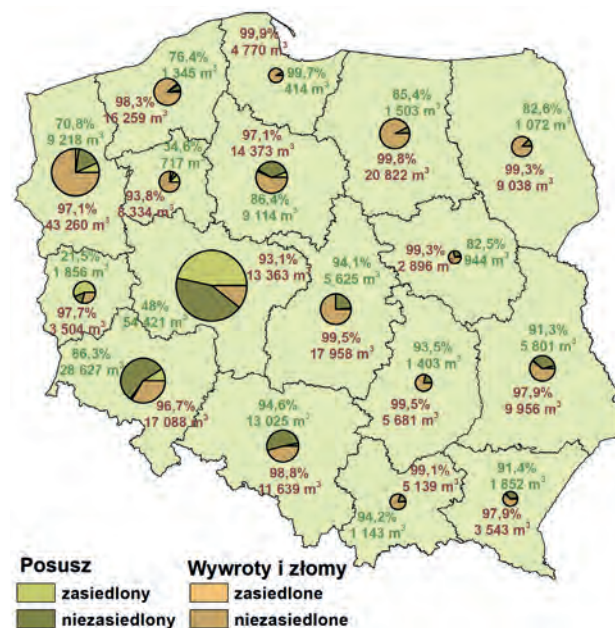 99,9%
4 770 m³
76,4%
1 345 m³
99,7%
414 m³
98,3%
16 259 m³
85,4%
1 503 m³
82,6%
1 072 m³
70,8%
9 218 m³
97,1%
14 373 m³
34,6%
717 m³
99,8%
20 822 m³
99,3%
9 038 m³
93,8%
8 334 m³
86,4%
9 114 m³
97,1%
43 260 m³
21,5%
1 856 m³
93,1%
13 363 m³
94,1%
5 625 m³
99,3%
2 896 m³
82,5%
944 m³
97,7%
3 504 m³
48%
54 421 m³
99,5%
17 958 m³
93,5%
1 403 m³
91,3%
5 801 m³
28 627 m³
96,7%
17 088 m³
94,6%
13 025 m³
99,5%
5 681 m³
97,9%
9 956 m³
98,8%
11 639 m³
99,1%
5 139 m³
91,4%
1 852 m³
94,2%
1 143 m³
97,9%
3 543 m³
Posusz
Wywroty i złomy
zasiedlony
zasiedlone
niezasiedlony
niezasiedlone